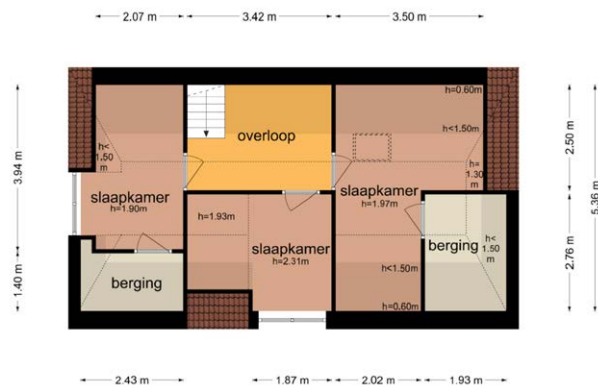 2.07 m 3.42 m 3.50 m
h=0.60m
h<1.50m
overloop
h<
1.50
m
h=
1.30
m
3.94 m
2.50 m
5.36 m
slaapkamer
h=1.90m
slaapkamer
h=1.97m
h=1.93m
slaapkamer
h=2.31m
berging
h<
1.50
m
berging
h<1.50m
h=0.60m
1.40 m
2.76 m
2.43 m 1.87 m 2.02 m 1.93 m